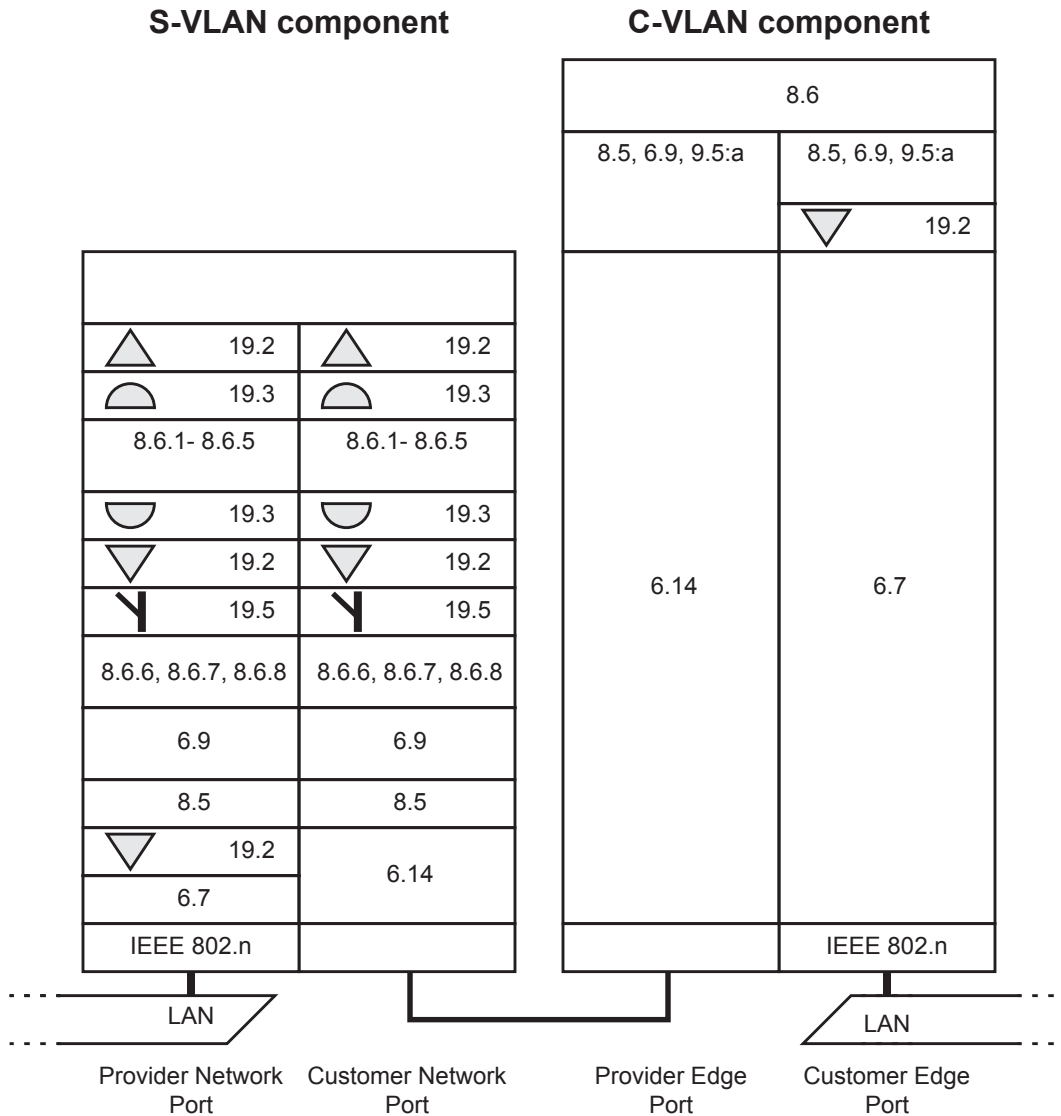 S-VLAN component
C-VLAN component
8.6
8.5, 6.9, 9.5:a
8.5, 6.9, 9.5:a
19.2
19.2
19.2
19.3
19.3
8.6.1- 8.6.5
8.6.1- 8.6.5
19.3
19.3
19.2
19.2
19.5
19.5
6.14
6.7
8.6.6, 8.6.7, 8.6.8
8.6.6, 8.6.7, 8.6.8
6.9
6.9
8.5
8.5
19.2
6.14
6.7
IEEE 802.n
IEEE 802.n
LAN
LAN
Provider Network
Port
Customer Network
Port
Provider Edge
Port
Customer Edge
Port